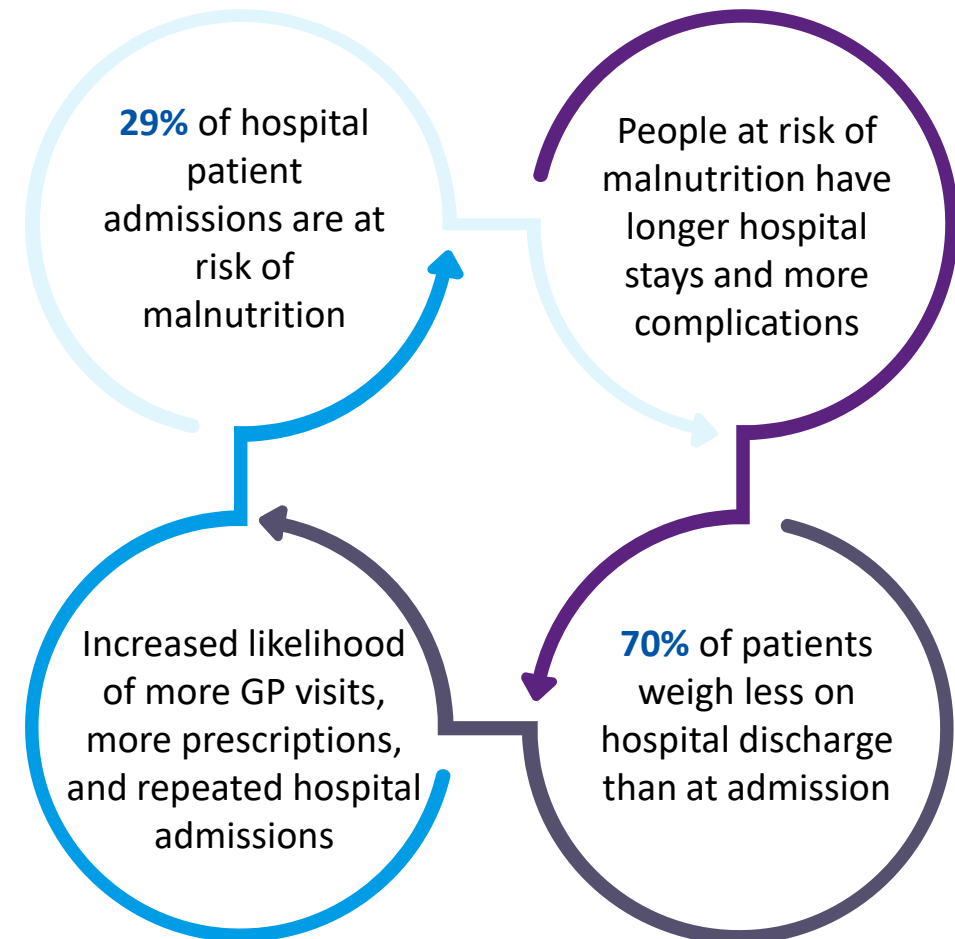 29% of hospital
patient
admissions are at
risk of
malnutrition
People at risk of
malnutrition have
longer hospital
stays and more
complications
70% of patients
weigh less on
hospital discharge
than at admission
Increased likelihood
of more GP visits,
more prescriptions,
and repeated hospital
admissions